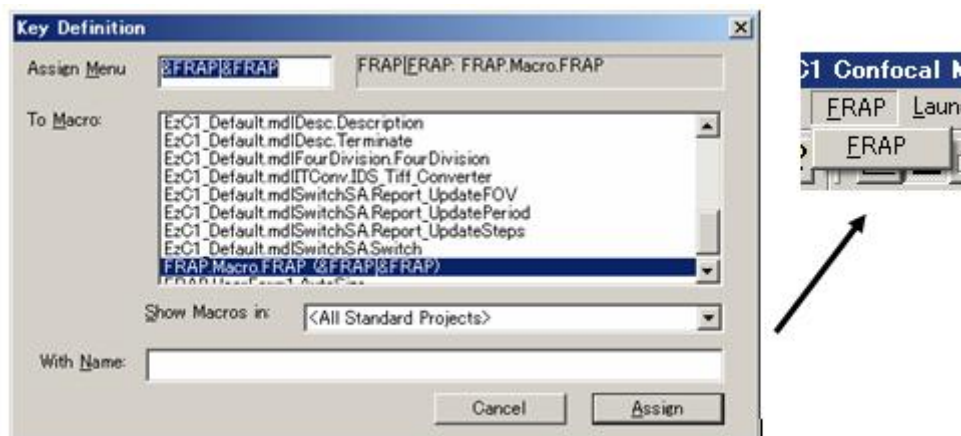 Key Definition
Assign Menu
&FRAP|&FRAP
FRAP|FRAP: FRAP.Macro.FRAP
To Macro:
EzC1_Default.mdlDesc.Description
EzC1_Default.mdlDesc.Terminate
EzC1_Default.mdlFourDivision.FourDivision
EzC1_Default.mdlITConv.IDS_Tiff_Converter
EzC1_Default.mdlSwitchSA.Report_UpdateFOV
EzC1_Default.mdlSwitchSA.Report_UpdatePeriod
EzC1_Default.mdlSwitchSA.Report_UpdateSteps
EzC1_Default.mdlSwitchSA.Switch
FRAP.Macro.FRAP (&FRAP|&FRAP)
FRAP.UserForm1.AutoSize
Show Macros in:
<All Standard Projects>
With Name:
Cancel
Assign
C1 Confocal
FRAP Laun
FRAP